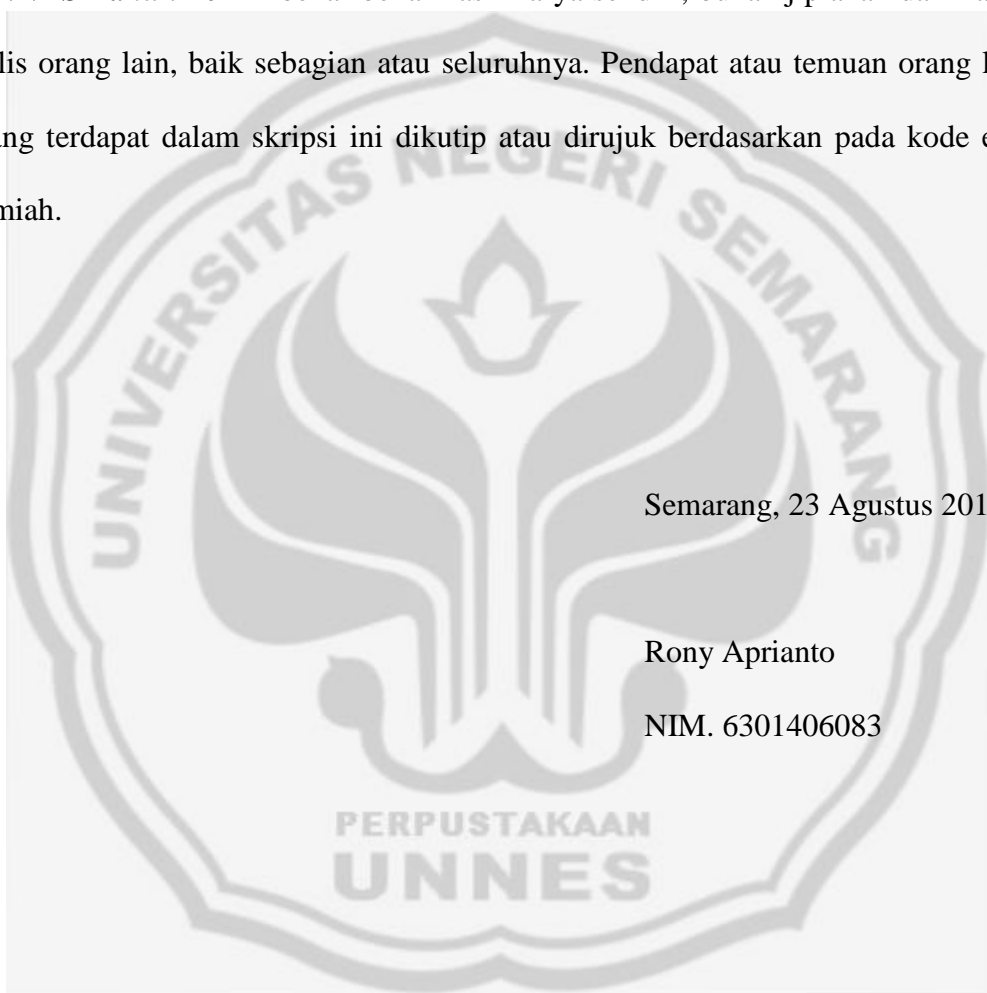 lis orang lain, baik sebagian atau seluruhnya. Pendapat atau temuan orang
ng terdapat dalam skripsi ini dikutip atau dirujuk berdasarkan pada kode
miah.
UNIVERSITAS NEGERI SEMARANG
Semarang, 23 Agustus 201
Rony Aprianto
NIM. 6301406083
PERPUSTAKAAN
UNNES